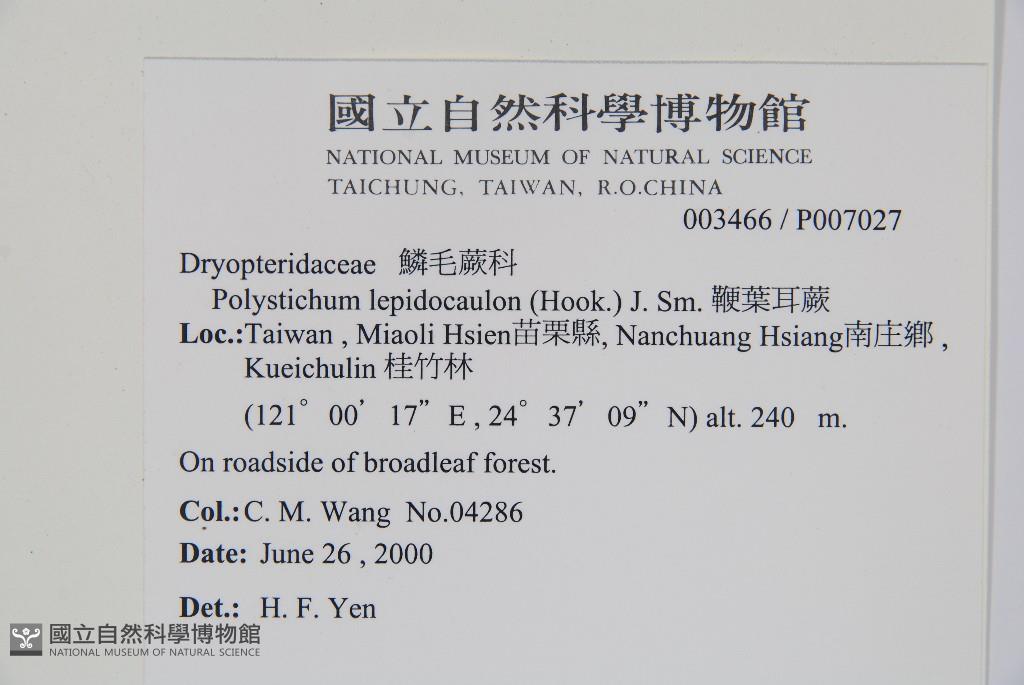 國立自然科學博物館
NATIONAL MUSEUM OF NATURAL SCIENCE
TAICHUNG, TAIWAN, R.O.CHINA
003466 / P007027
Dryopteridaceae 鱗毛蕨科
Polystichum lepidocaulon (Hook.) J. Sm. 鞭葉耳蕨
Loc.:Taiwan , Miaoli Hsien苗栗縣, Nanchuang Hsiang南庄鄉 ,
Kueichulin 桂竹林
(121° 00’ 17” E , 24° 37’ 09” N) alt. 240 m.
On roadside of broadleaf forest.
Col.: C. M. Wang No.04286
Date: June 26 , 2000
Det.: H. F. Yen
國立自然科學博物館
NATIONAL MUSEUM OF NATURAL SCIENCE